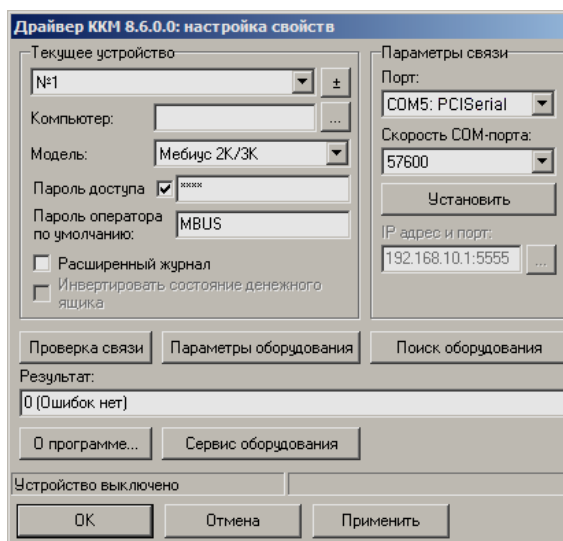 Драйвер ККМ 8.6.0.0: настройка свойств
Текущее устройство
№1
±
Компьютер:
...
Модель:
Мебиус 2K/3K
Пароль доступа
××××
Пароль оператора
по умолчанию:
MBUS
Расширенный журнал
Инвертировать состояние денежного
ящика
Параметры связи
Порт:
COM5: PCISerial
Скорость COM-порта:
57600
Установить
IP адрес и порт:
192.168.10.1:5555
...
Проверка связи
Параметры оборудования
Поиск оборудования
Результат:
0 (Ошибок нет)
О программе...
Сервис оборудования
Устройство выключено
OK
Отмена
Применить